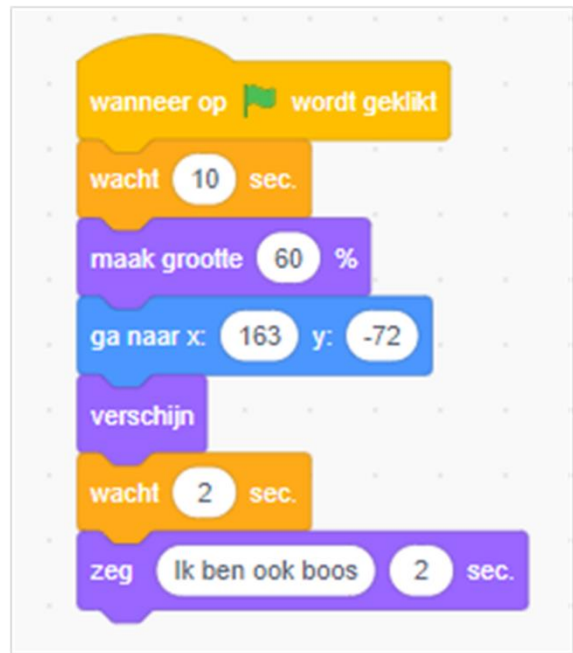 wanneer op wordt geklikt
wacht 10 sec.
maak grootte 60 %
ga naar x: 163 y: -72
verschijn
wacht 2 sec.
zeg Ik ben ook boos 2 sec.